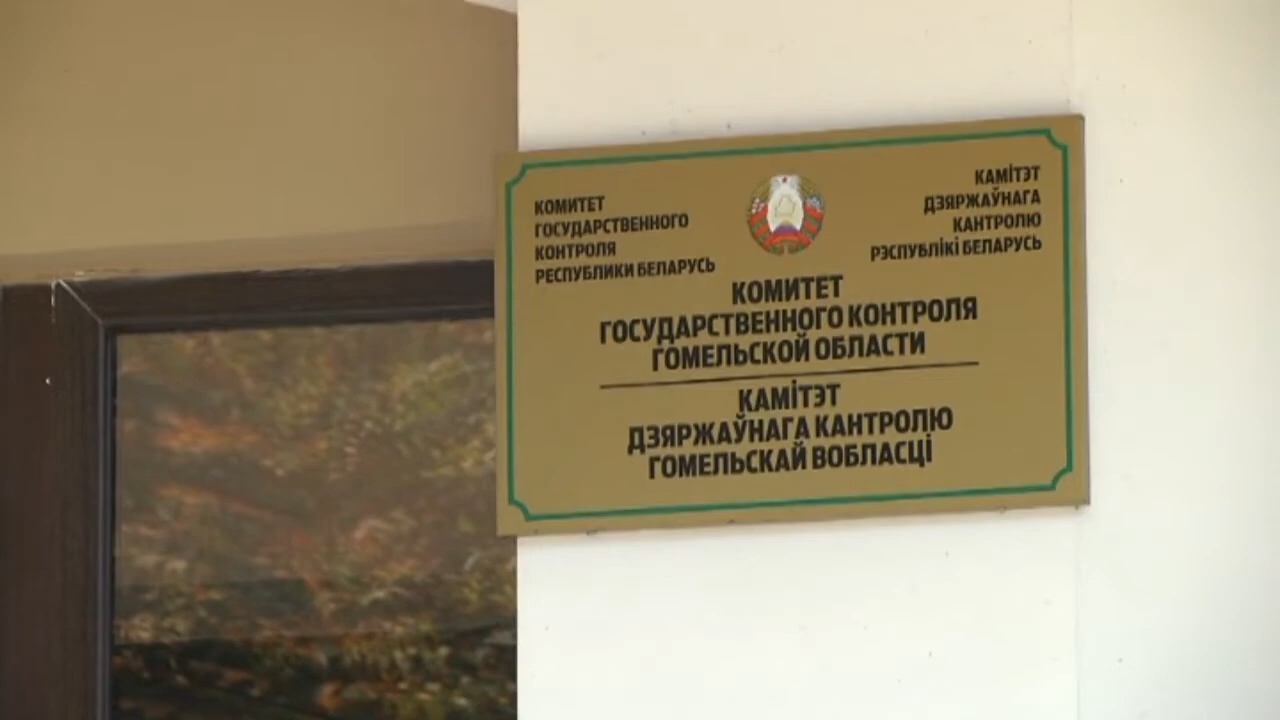 КОМИТЕТ
ГОСУДАРСТВЕННОГО
КОНТРОЛЯ
РЕСПУБЛИКИ БЕЛАРУСЬ
КАМІТЭТ
ДЗЯРЖАЎНАГА
КАНТРОЛЮ
РЭСПУБЛІКІ БЕЛАРУСЬ
КОМИТЕТ
ГОСУДАРСТВЕННОГО КОНТРОЛЯ
ГОМЕЛЬСКОЙ ОБЛАСТИ
КАМІТЭТ
ДЗЯРЖАЎНАГА КАНТРОЛЮ
ГОМЕЛЬСКАЙ ВОБЛАСЦІ